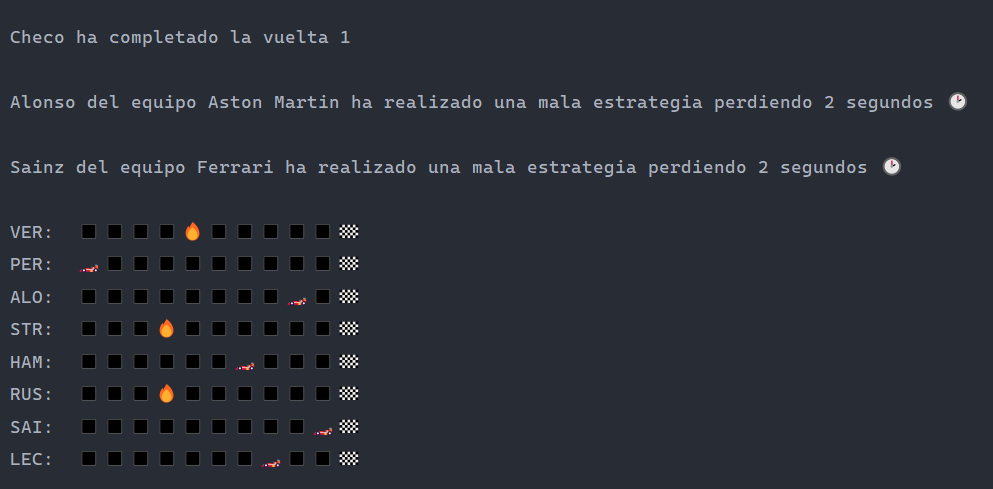 Checo ha completado la vuelta 1
Alonso del equipo Aston Martin ha realizado una mala estrategia perdiendo 2 segundos
Sainz del equipo Ferrari ha realizado una mala estrategia perdiendo 2 segundos
VER:
PER:
ALO:
STR:
HAM:
RUS:
SAI:
LEC: